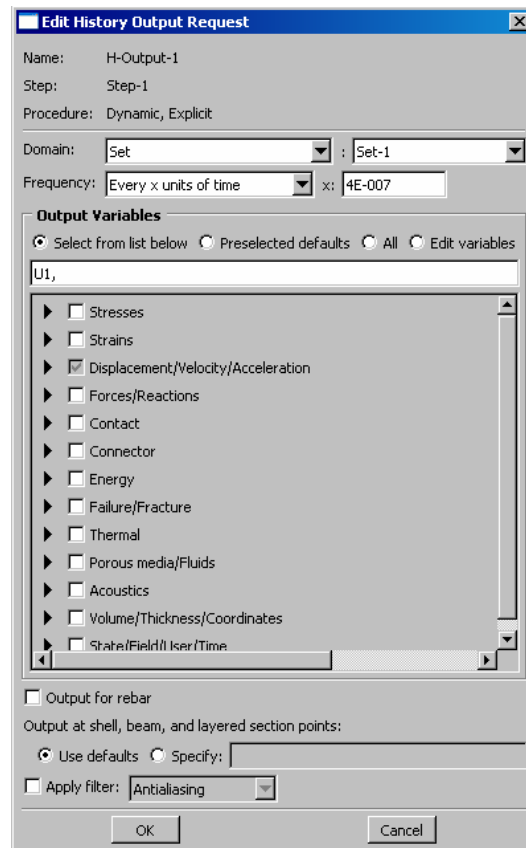 Edit History Output Request
Name: H-Output-1
Step: Step-1
Procedure: Dynamic, Explicit
Domain: Set : Set-1
Frequency: Every x units of time x: 4E-007
Output Variables
Select from list below Preselected defaults All Edit variables
U1,
Stresses
Strains
Displacement/Velocity/Acceleration
Forces/Reactions
Contact
Connector
Energy
Failure/Fracture
Thermal
Porous media/Fluids
Acoustics
Volume/Thickness/Coordinates
State/Field/User/Time
Output for rebar
Output at shell, beam, and layered section points:
Use defaults Specify:
Apply filter: Antialiasing
OK Cancel